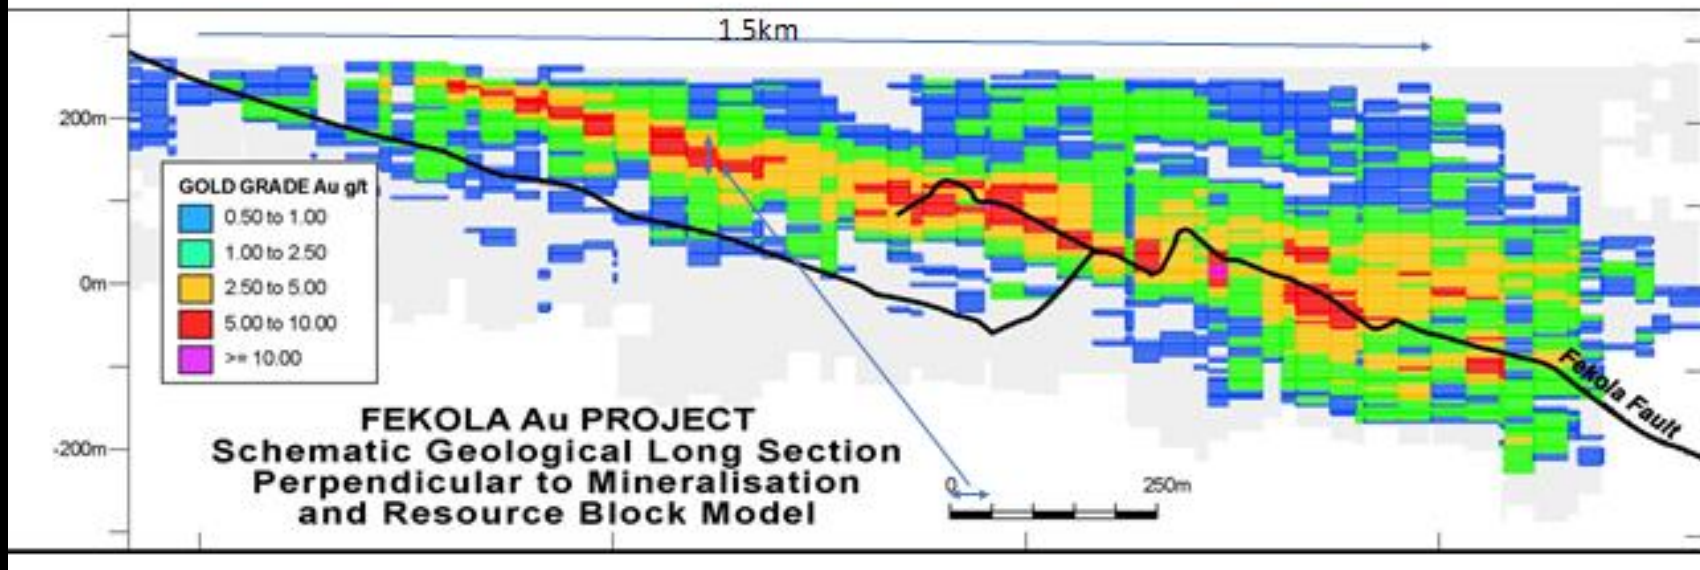 1.5km
200m
GOLD GRADE Au g/t
0.50 to 1.00
1.00 to 2.50
2.50 to 5.00
5.00 to 10.00
>= 10.00
0m
Fekola Fault
FEKOLA Au PROJECT
Schematic Geological Long Section
Perpendicular to Mineralisation
and Resource Block Model
-200m
0 250m